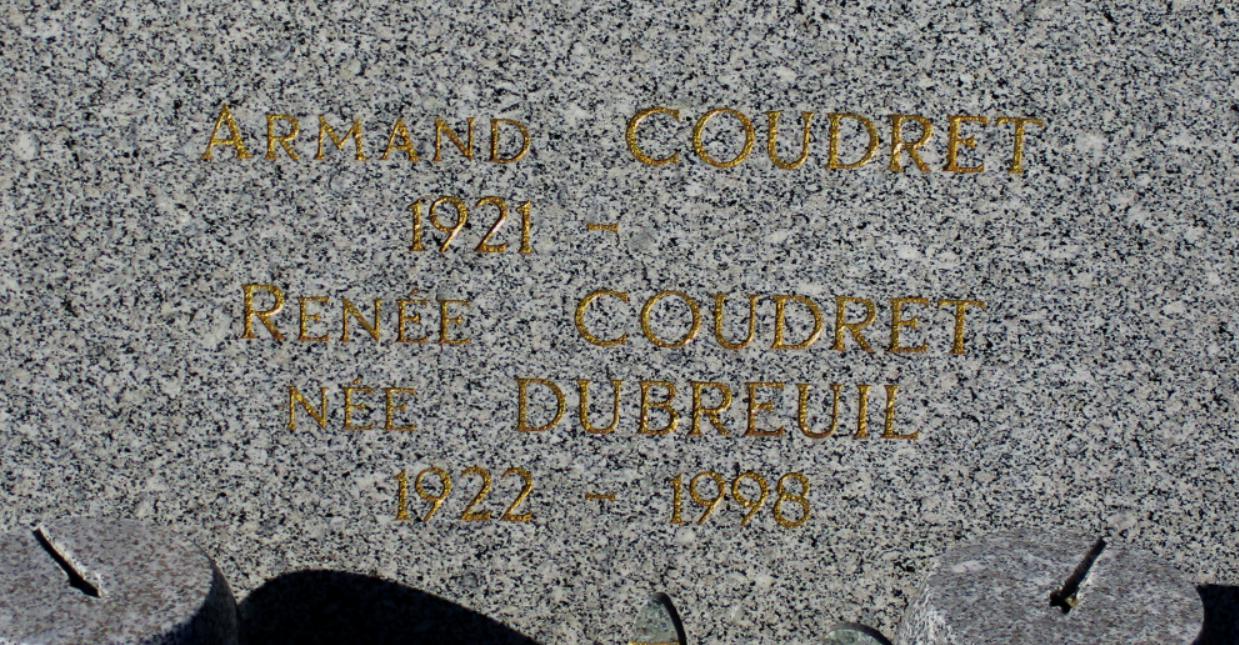 ARMAND COUDRET
1921 -
RENÉE COUDRET
NÉE DUBREUIL
1922 - 1998